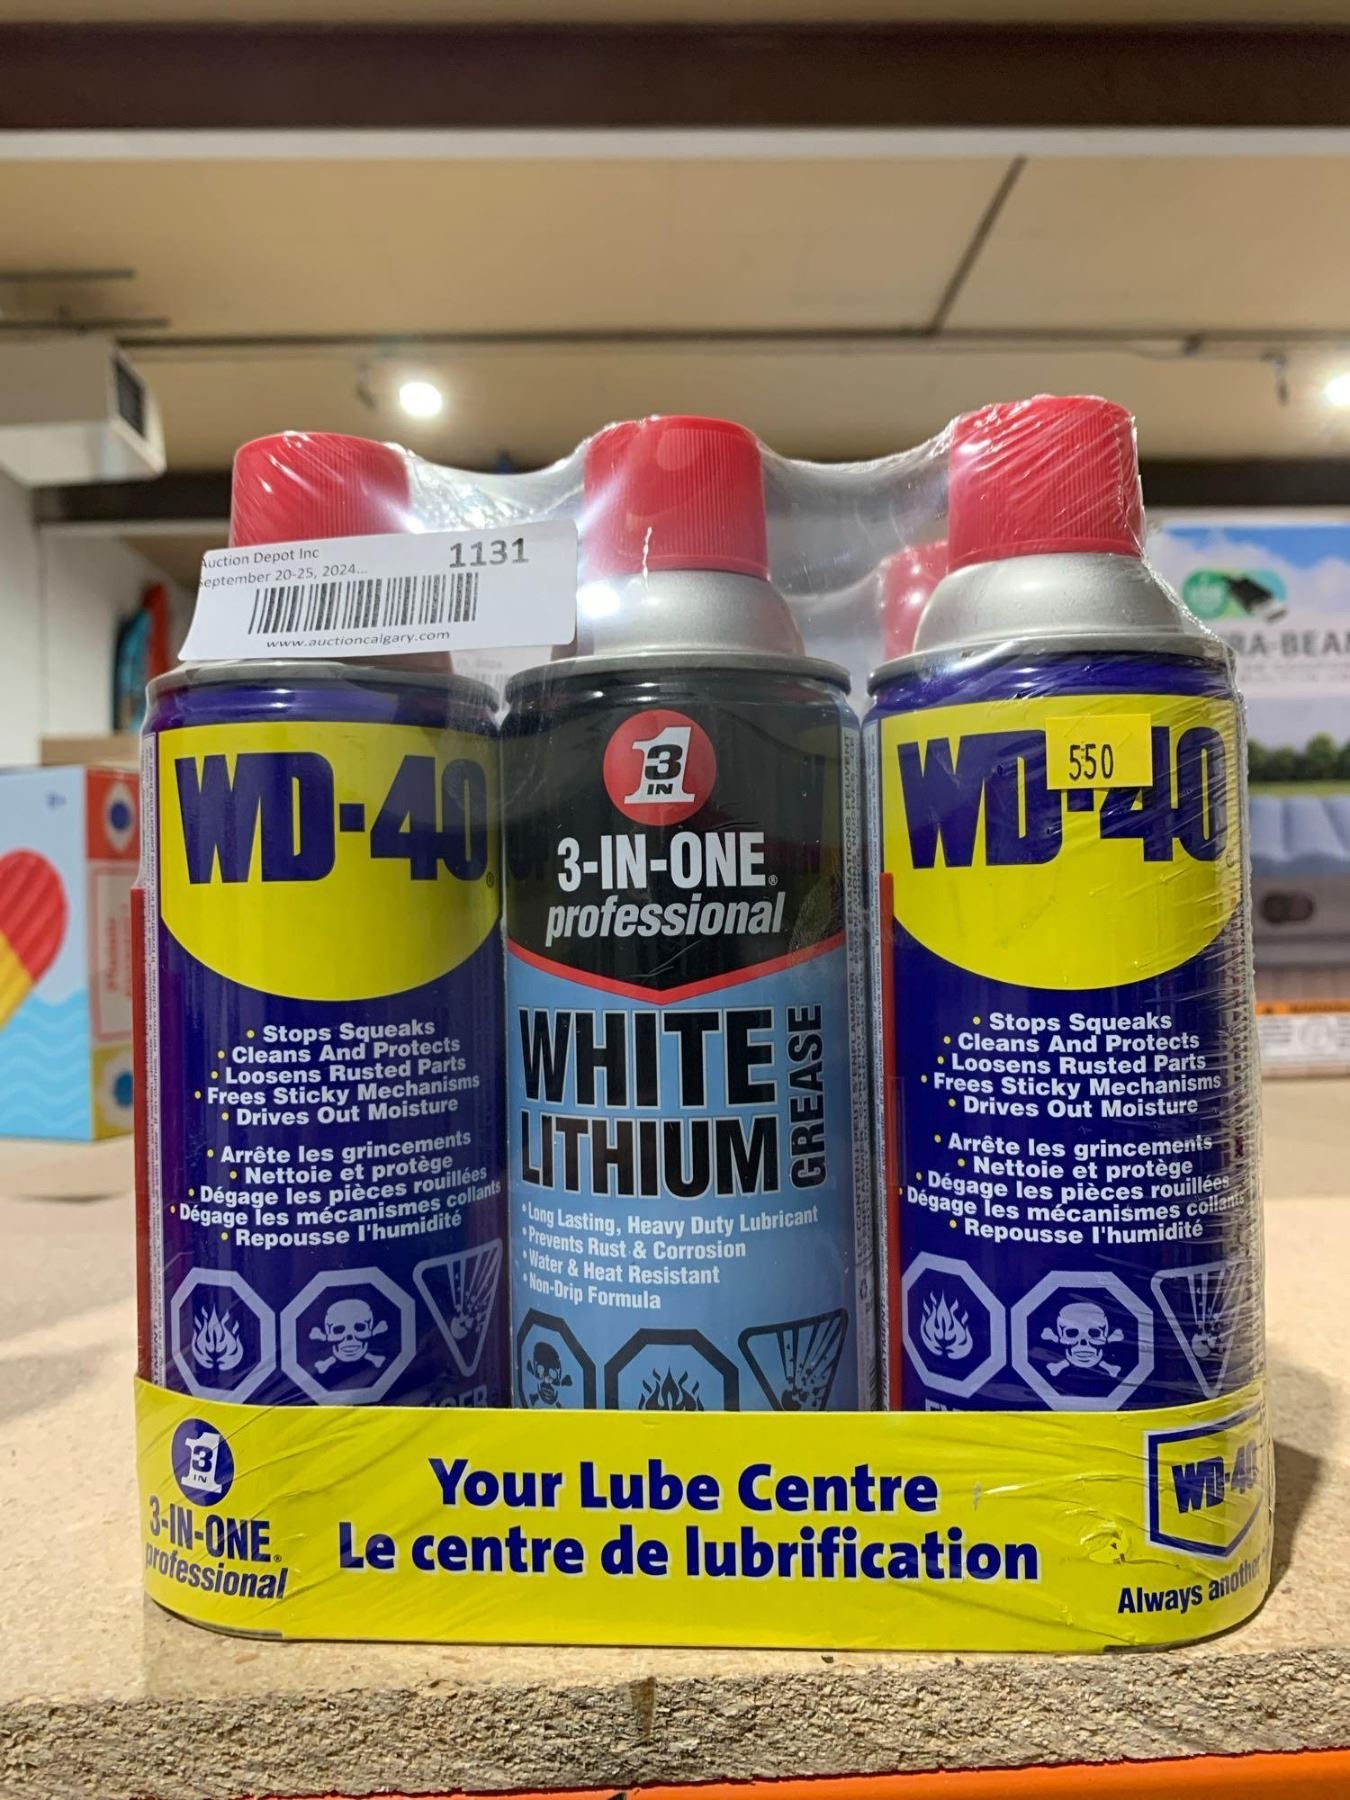 Auction Depot Inc
1131
September 20-25, 2024...
www.auctioncalgary.com
RA-BEA
WD-40
Stops Squeaks
Cleans And Protects
Loosens Rusted Parts
Frees Sticky Mechanisms
Drives Out Moisture
Arrête les grincements
Nettoie et protège
Dégage les pièces rouillées
Dégage les mécanismes collants
Repousse l'humidité
3
IN
1
3-IN-ONE®
professional
WHITE
LITHIUM
GREASE
Long Lasting, Heavy Duty Lubricant
Prevents Rust & Corrosion
Water & Heat Resistant
Non-Drip Formula
550
WD-40
Stops Squeaks
Cleans And Protects
Loosens Rusted Parts
Frees Sticky Mechanisms
Drives Out Moisture
Arrête les grincements
Nettoie et protège
Dégage les pièces rouillées
Dégage les mécanismes collants
Repousse l'humidité
3
IN
1
3-IN-ONE®
professional
Your Lube Centre
Le centre de lubrification
WD-40
Always another